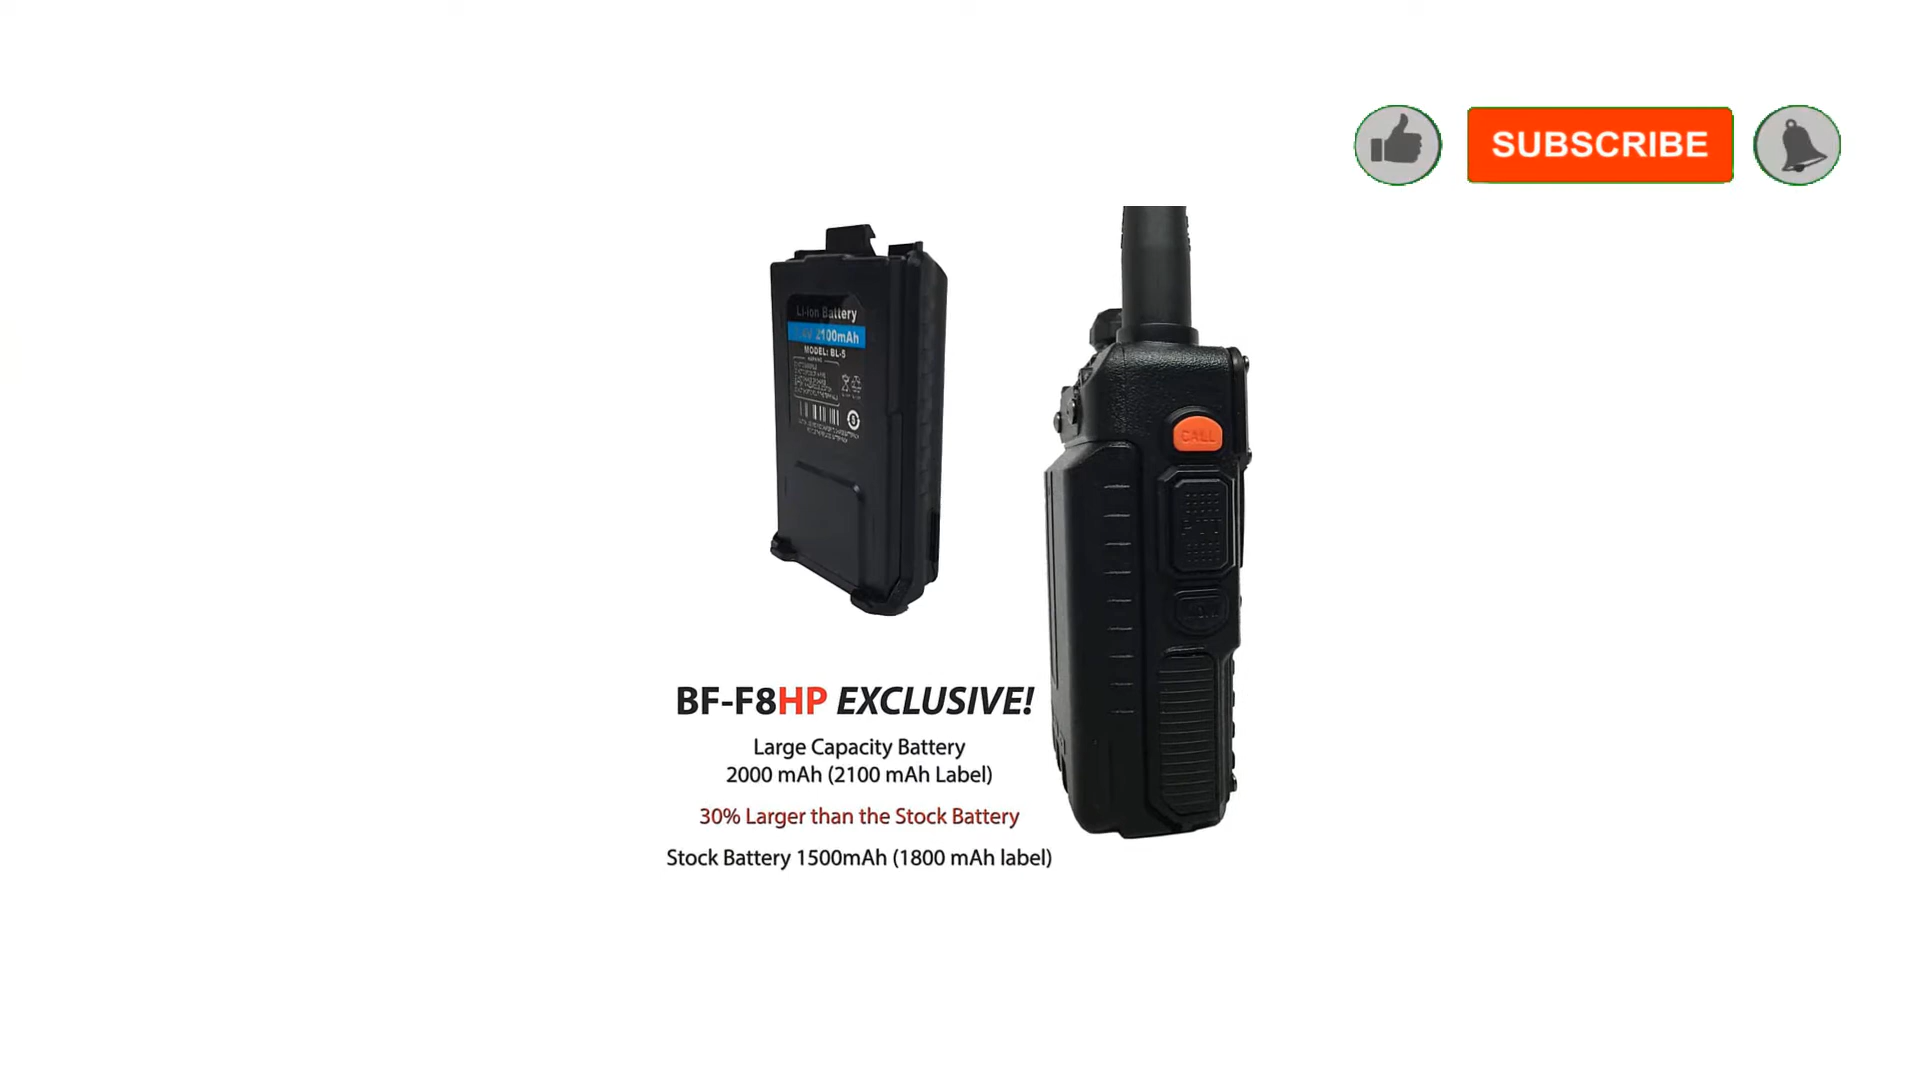 SUBSCRIBE
Li-ion Battery
2100mAh
MODEL: BL-5
CALL
BF-F8HP EXCLUSIVE!
Large Capacity Battery
2000 mAh (2100 mAh Label)
30% Larger than the Stock Battery
Stock Battery 1500mAh (1800 mAh label)